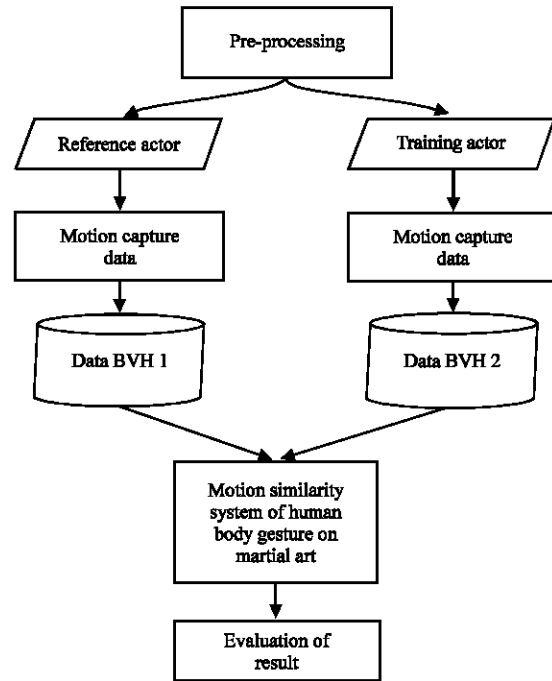 Pre-processing
Reference actor
Training actor
Motion capture
data
Motion capture
data
Data BVH 1
Data BVH 2
Motion similarity
system of human
body gesture on
martial art
Evaluation of
result